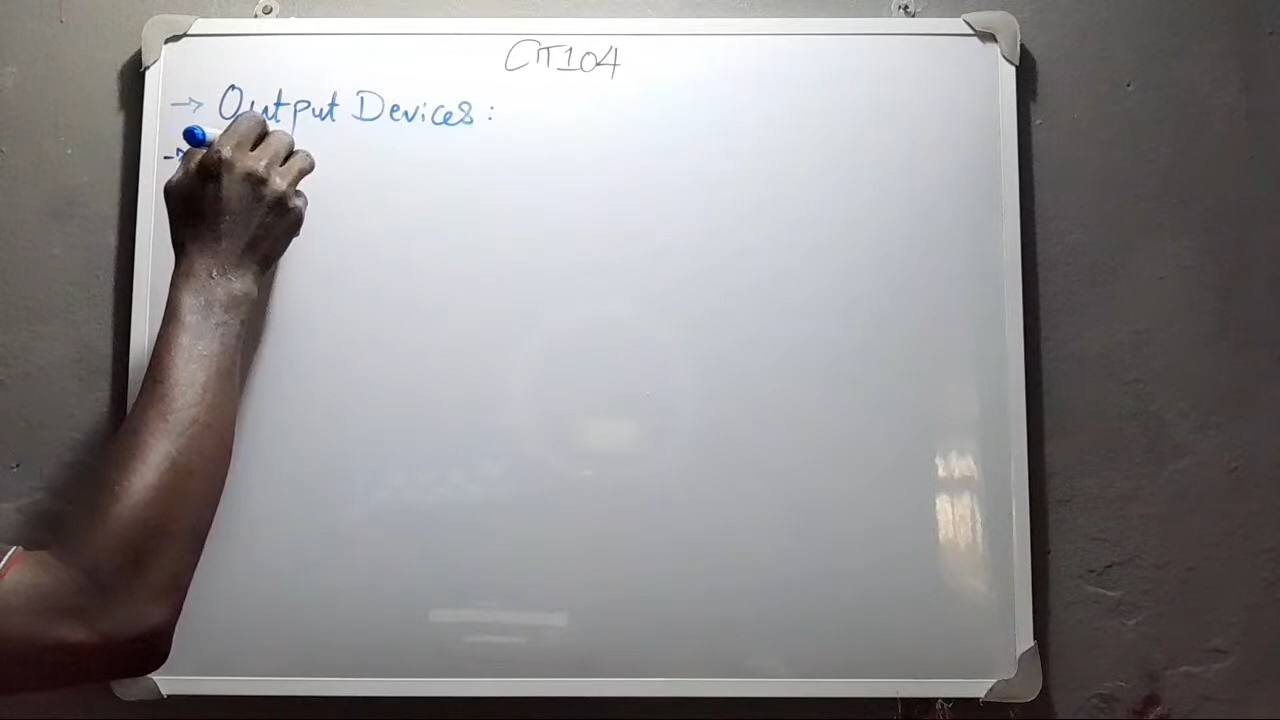 CIT104
→ Output Devices:
→